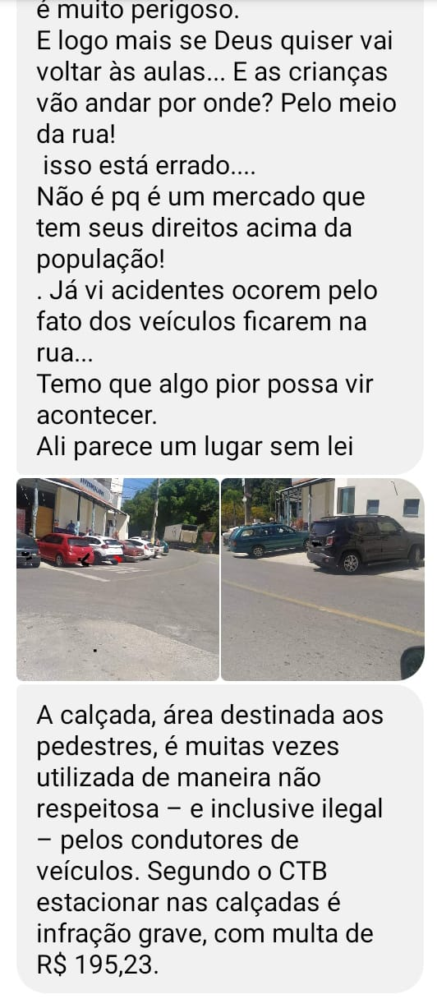 é muito perigoso.
E logo mais se Deus quiser vai
voltar às aulas... E as crianças
vão andar por onde? Pelo meio
da rua!
isso está errado....
Não é pq é um mercado que
tem seus direitos acima da
população!
. Já vi acidentes ocorem pelo
fato dos veículos ficarem na
rua...
Temo que algo pior possa vir
acontecer.
Ali parece um lugar sem lei
A calçada, área destinada aos
pedestres, é muitas vezes
utilizada de maneira não
respeitosa – e inclusive ilegal
– pelos condutores de
veículos. Segundo o CTB
estacionar nas calçadas é
infração grave, com multa de
R$ 195,23.